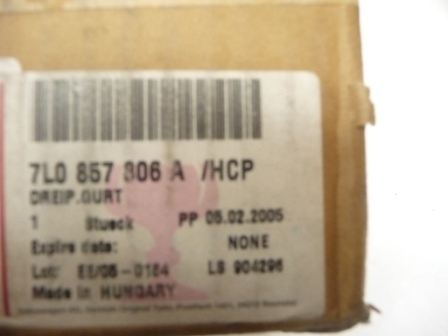 7L0 857 806 A /HCP
DREIP.GURT
1 Stueck PP 05.02.2005
Expire date: NONE
Lot: EE/05-0184 LS 904296
Made in HUNGARY